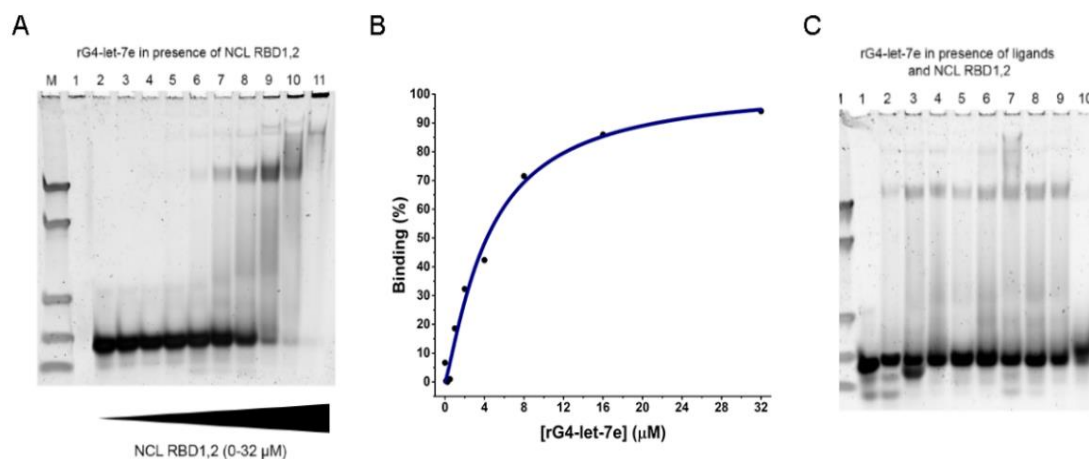 A
rG4-let-7e in presence of NCL RBD1,2
M 1 2 3 4 5 6 7 8 9 10 11
NCL RBD1,2 (0-32 μM)
B
100
90
80
70
60
50
40
30
20
10
0
0 4 8 12 16 20 24 28 32
Binding (%)
[rG4-let-7e] (μM)
C
rG4-let-7e in presence of ligands
and NCL RBD1,2
1 2 3 4 5 6 7 8 9 10